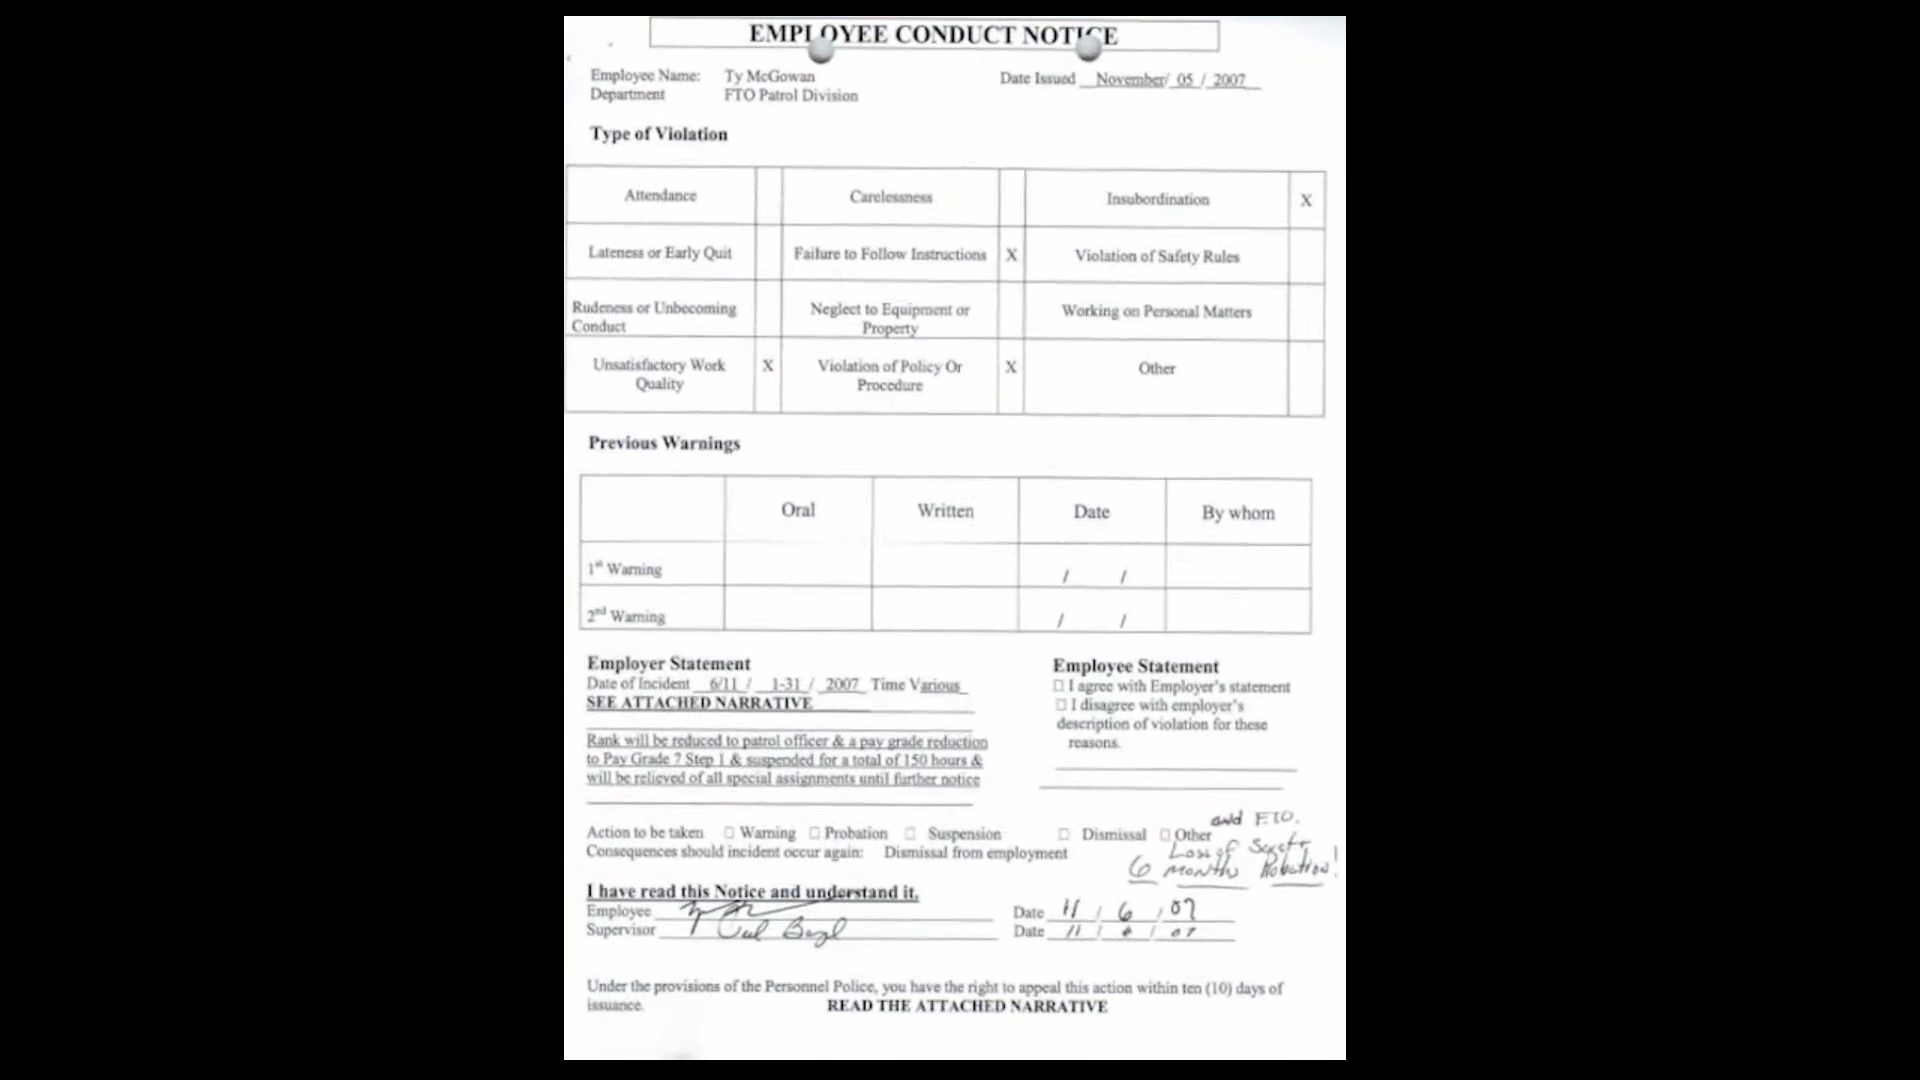 EMPLOYEE CONDUCT NOTICE
Employee Name: Ty McGowan Date Issued November/ 05 / 2007
Department FTO Patrol Division
Type of Violation
Attendance Carelessness Insubordination X
Lateness or Early Quit Failure to Follow Instructions X Violation of Safety Rules
Rudeness or Unbecoming Conduct Neglect to Equipment or Property Working on Personal Matters
Unsatisfactory Work Quality X Violation of Policy Or Procedure X Other
Previous Warnings
Oral Written Date By whom
1st Warning / /
2nd Warning / /
Employer Statement
Date of Incident 6/11 / 1-31 / 2007 Time Various
SEE ATTACHED NARRATIVE
Rank will be reduced to patrol officer & a pay grade reduction
to Pay Grade 7 Step 1 & suspended for a total of 150 hours &
will be relieved of all special assignments until further notice
Employee Statement
☐ I agree with Employer's statement
☐ I disagree with employer's
description of violation for these
reasons.
and F.T.O.
Action to be taken ☐ Warning ☐ Probation ☐ Suspension ☐ Dismissal ☐ Other
Loss of
Consequences should incident occur again: Dismissal from employment
6 month Probation!
I have read this Notice and understand it.
Employee Date 11 / 6 / 07
Supervisor Date 11 / / 07
Under the provisions of the Personnel Police, you have the right to appeal this action within ten (10) days of
issuance. READ THE ATTACHED NARRATIVE